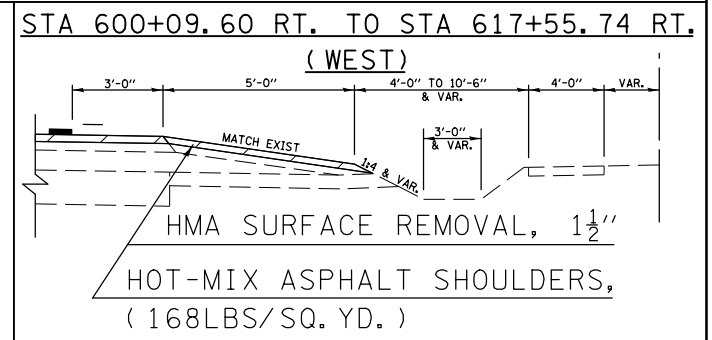 STA 600+09.60 RT. TO STA 617+55.74 RT.
(WEST)
3'-0" 5'-0" 4'-0" TO 10'-6" 4'-0" VAR.
& VAR.
3'-0"
& VAR.
MATCH EXIST
1:4 & VAR.
HMA SURFACE REMOVAL, 1 1/2"
HOT-MIX ASPHALT SHOULDERS,
(168LBS/SQ.YD.)